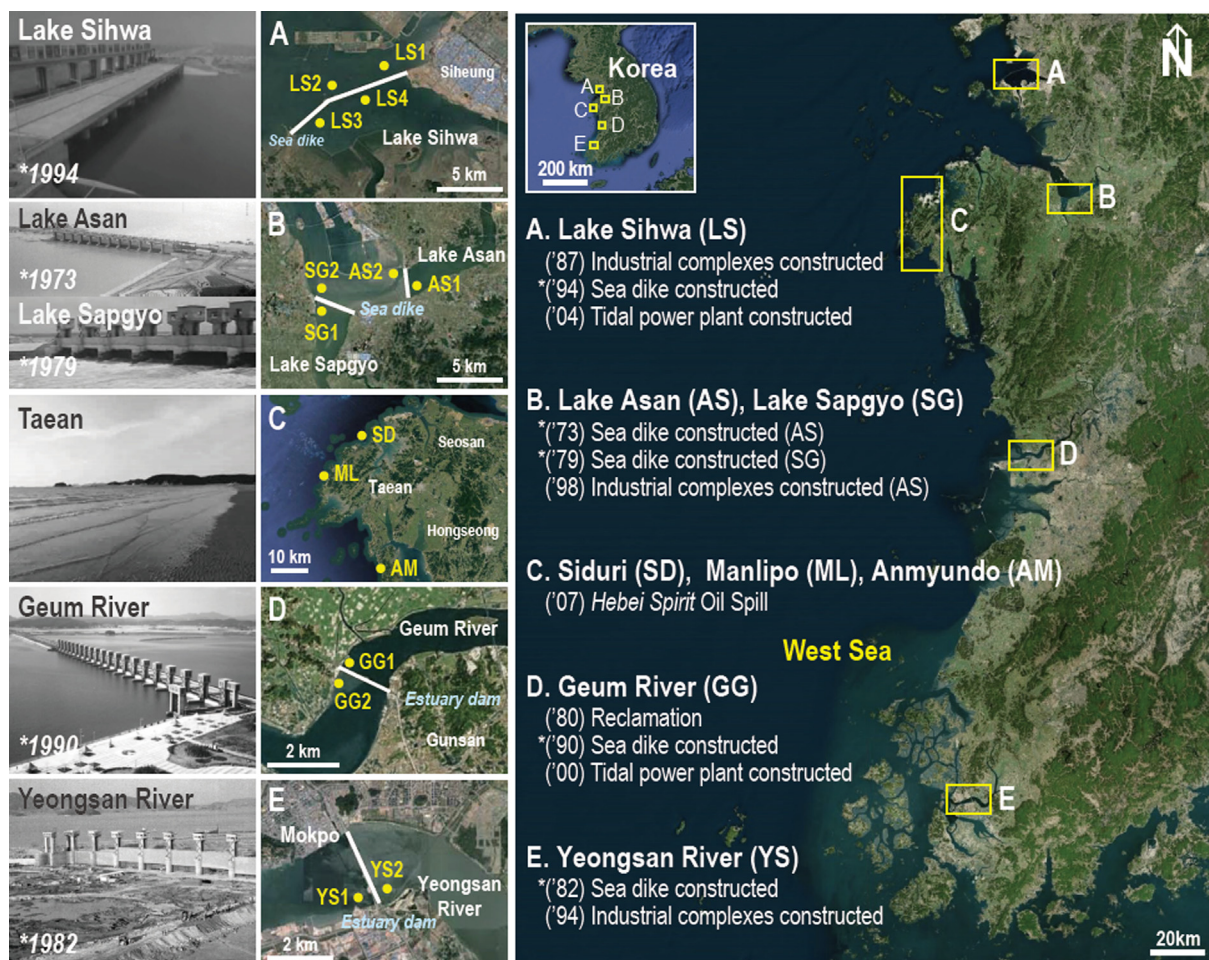 Lake Sihwa
*1994
A
LS1
LS2
LS4
LS3
Siheung
Sea dike
Lake Sihwa
5 km
Lake Asan
*1973
Lake Sapgyo
*1979
B
Lake Asan
SG2
AS2
AS1
Sea dike
SG1
Lake Sapgyo
5 km
Taean
C
SD
Seosan
ML
Taean
Hongseong
10 km
AM
Geum River
*1990
D
Geum River
GG1
GG2
Estuary dam
Gunsan
2 km
Yeongsan River
*1982
E
Mokpo
YS2
YS1
Yeongsan
River
Estuary dam
2 km
Korea
A
B
C
D
E
200 km
N
A
B
C
D
E
A. Lake Sihwa (LS)
('87) Industrial complexes constructed
*('94) Sea dike constructed
('04) Tidal power plant constructed
B. Lake Asan (AS), Lake Sapgyo (SG)
*('73) Sea dike constructed (AS)
*('79) Sea dike constructed (SG)
('98) Industrial complexes constructed (AS)
C. Siduri (SD), Manlipo (ML), Anmyundo (AM)
('07) Hebei Spirit Oil Spill
West Sea
D. Geum River (GG)
('80) Reclamation
*('90) Sea dike constructed
('00) Tidal power plant constructed
E. Yeongsan River (YS)
*('82) Sea dike constructed
('94) Industrial complexes constructed
20km